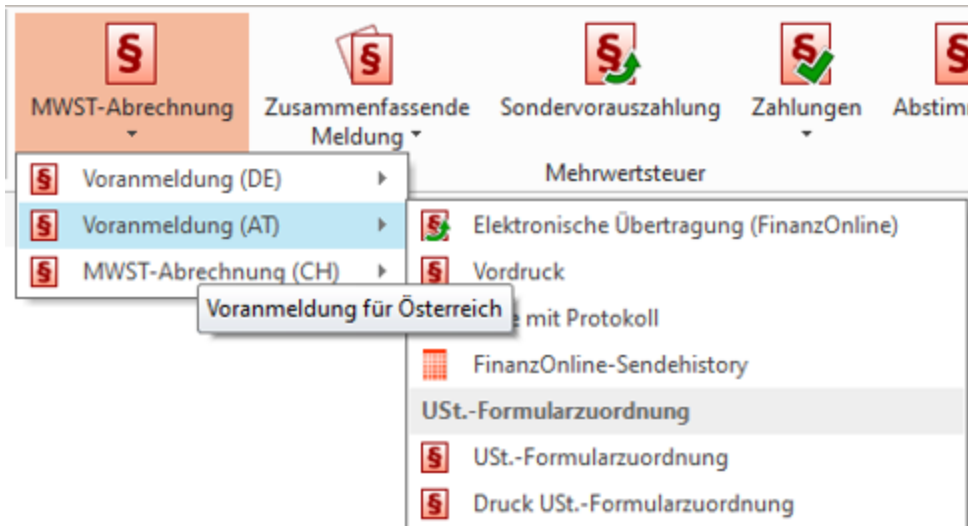 MWST-Abrechnung
Zusammenfassende
Meldung
Sondervorauszahlung
Zahlungen
Mehrwertsteuer
Voranmeldung (DE)
Voranmeldung (AT)
MWST-Abrechnung (CH)
Voranmeldung für Österreich
Elektronische Übertragung (FinanzOnline)
Vordruck
mit Protokoll
FinanzOnline-Sendehistory
USt.-Formularzuordnung
USt.-Formularzuordnung
Druck USt.-Formularzuordnung